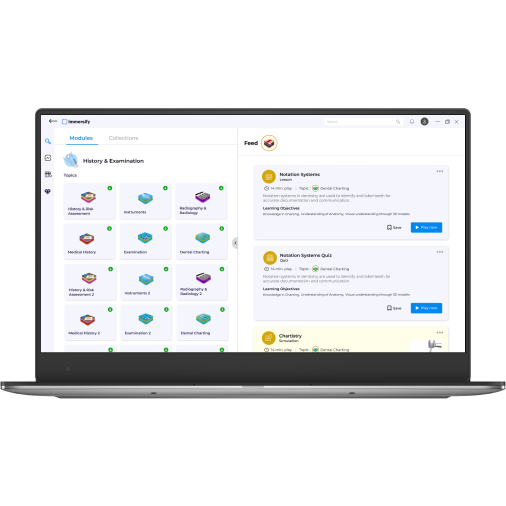 Immersify
Modules
Collections
History & Examination
Topics
History & Risk
Assessment
Instruments
Radiography &
Radiology
Medical History
Examination
Dental Charting
History & Risk
Assessment 2
Instruments 2
Radiography &
Radiology 2
Medical History 2
Examination 2
Dental Charting
Feed
Notation Systems
Lesson
14 min. play | Topic: Dental Charting
Notation systems in dentistry are used to identify and label teeth for
accurate documentation and communication.
Learning Objectives
Knowledge in Charting, Understanding of Anatomy, Visual understanding through 3D models
Save
Play now
Notation Systems Quiz
Quiz
14 min. play | Topic: Dental Charting
Notation systems in dentistry are used to identify and label teeth for
accurate documentation and communication.
Learning Objectives
Knowledge in Charting, Understanding of Anatomy, Visual understanding through 3D models
Save
Play now
Chartistry
Simulation
14 min. play | Topic: Dental Charting